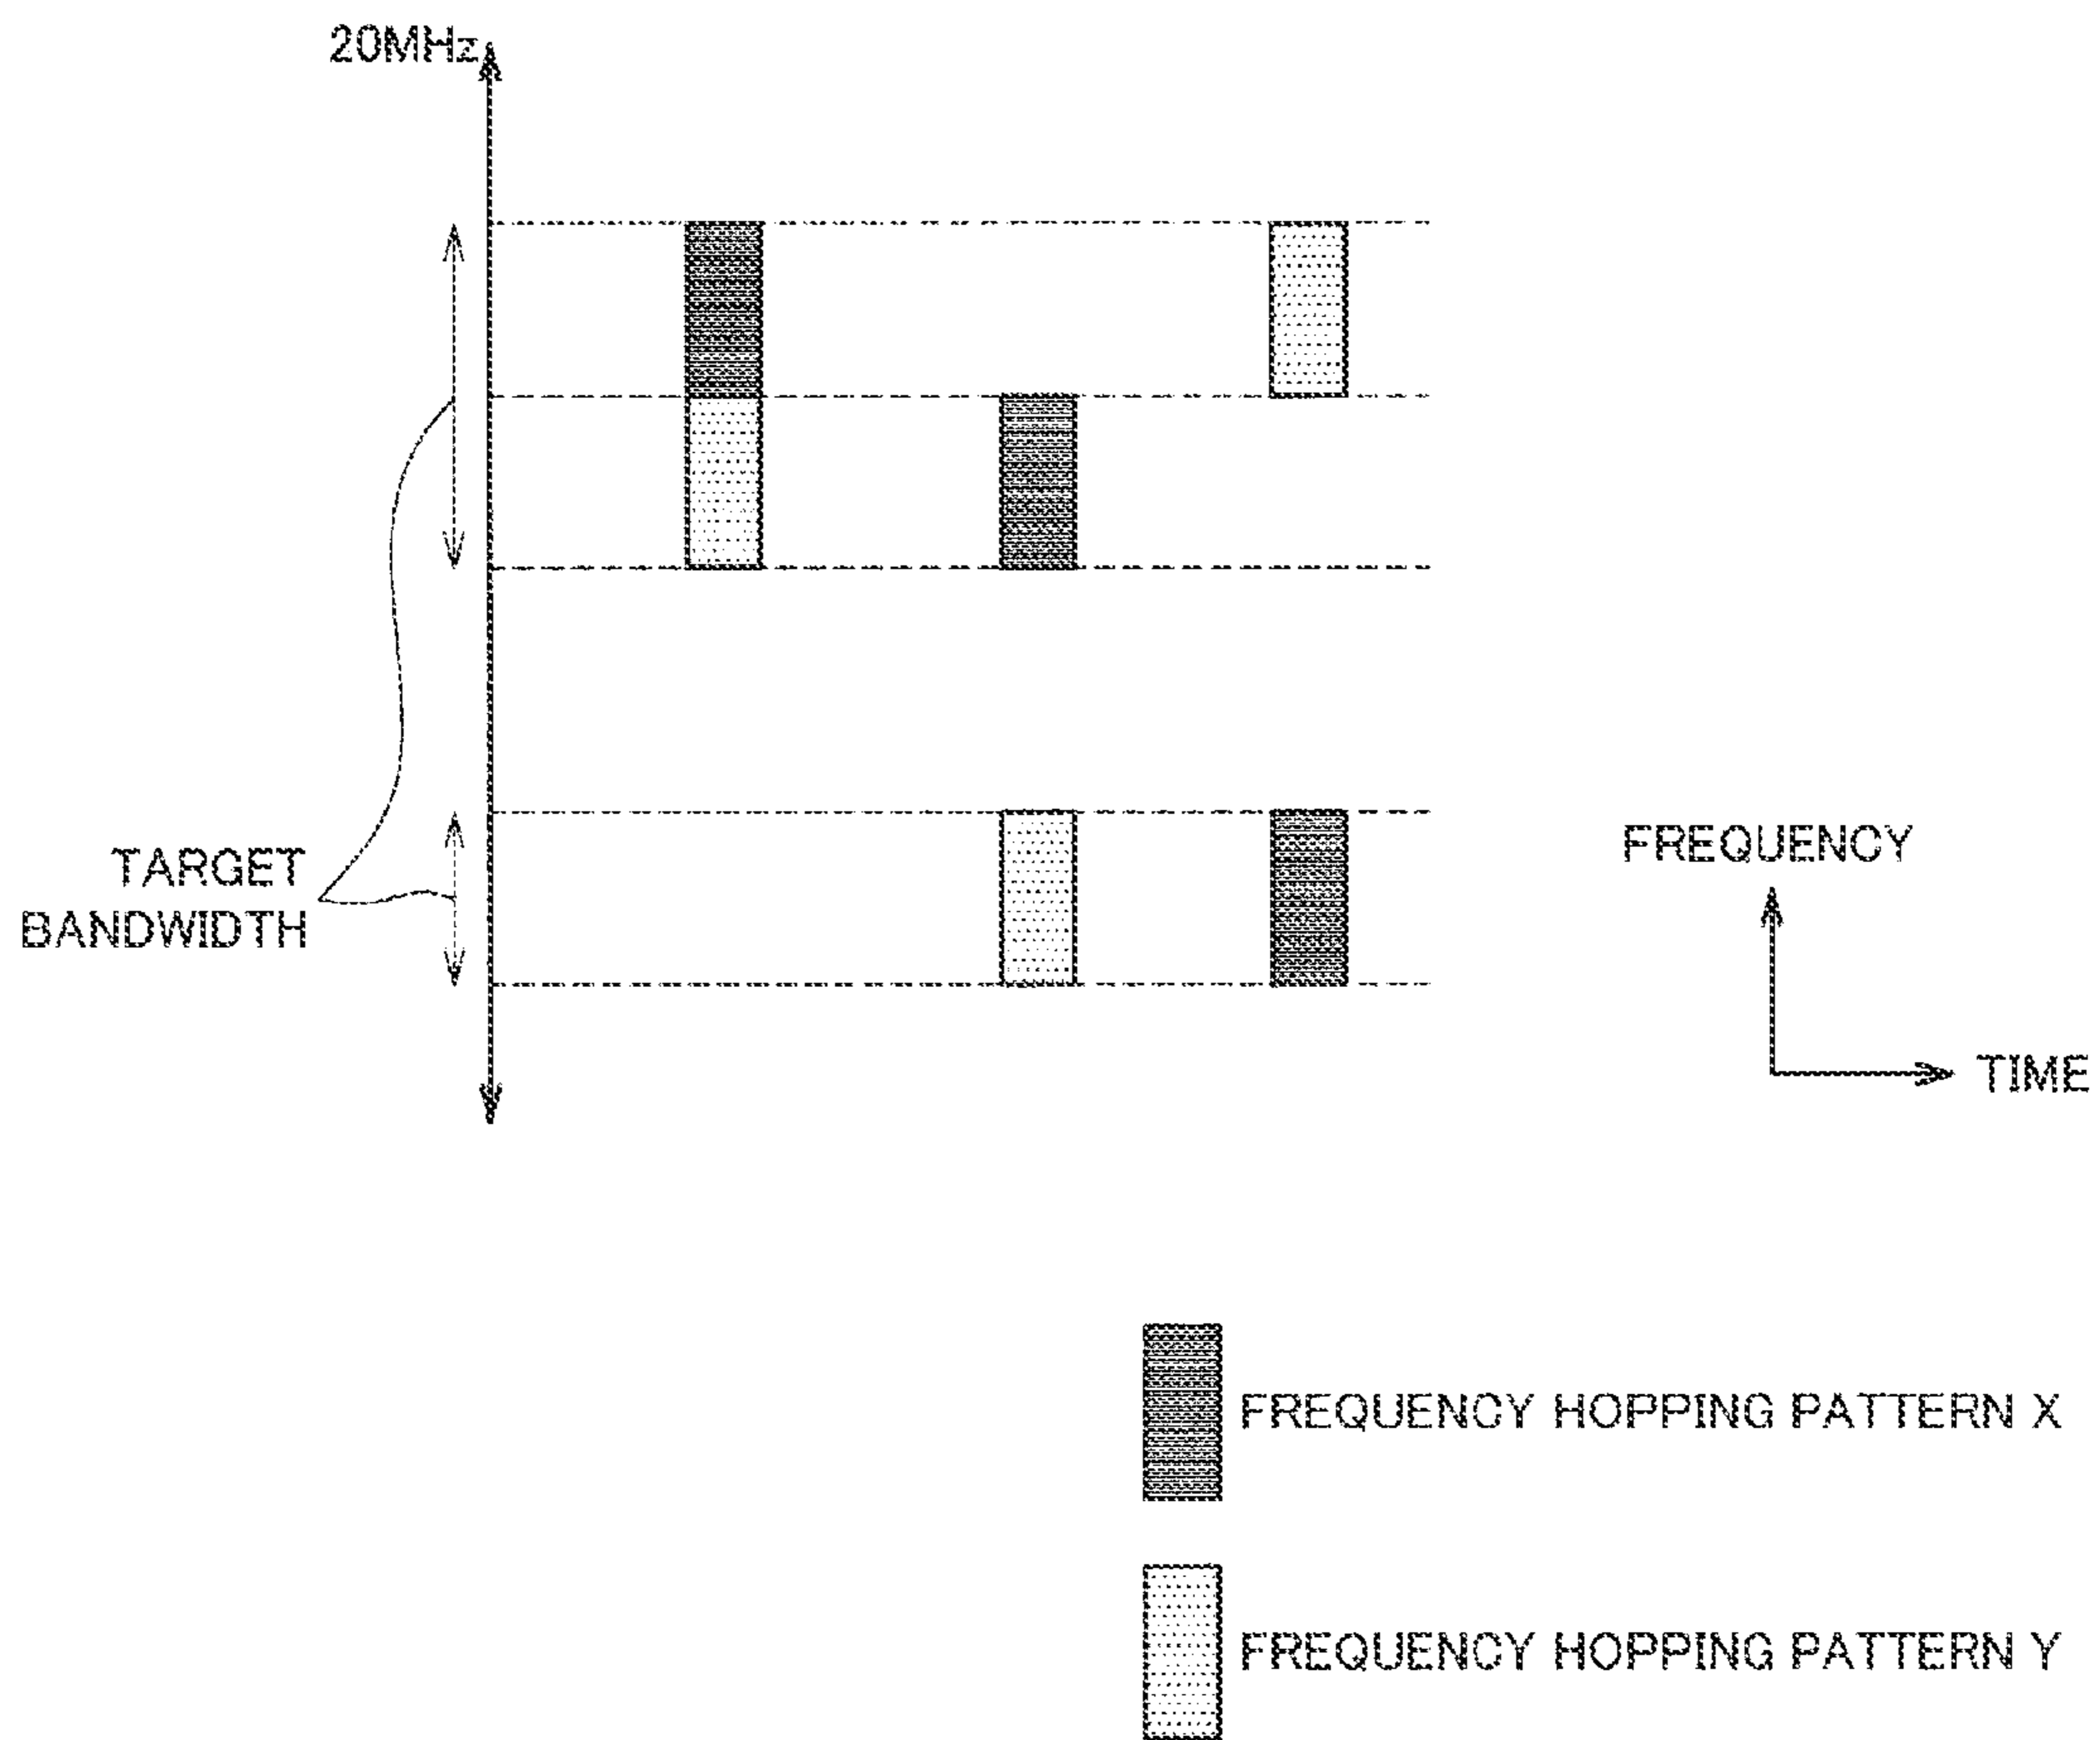 20MHz
TARGET
BANDWIDTH
FREQUENCY
TIME
FREQUENCY HOPPING PATTERN X
FREQUENCY HOPPING PATTERN Y